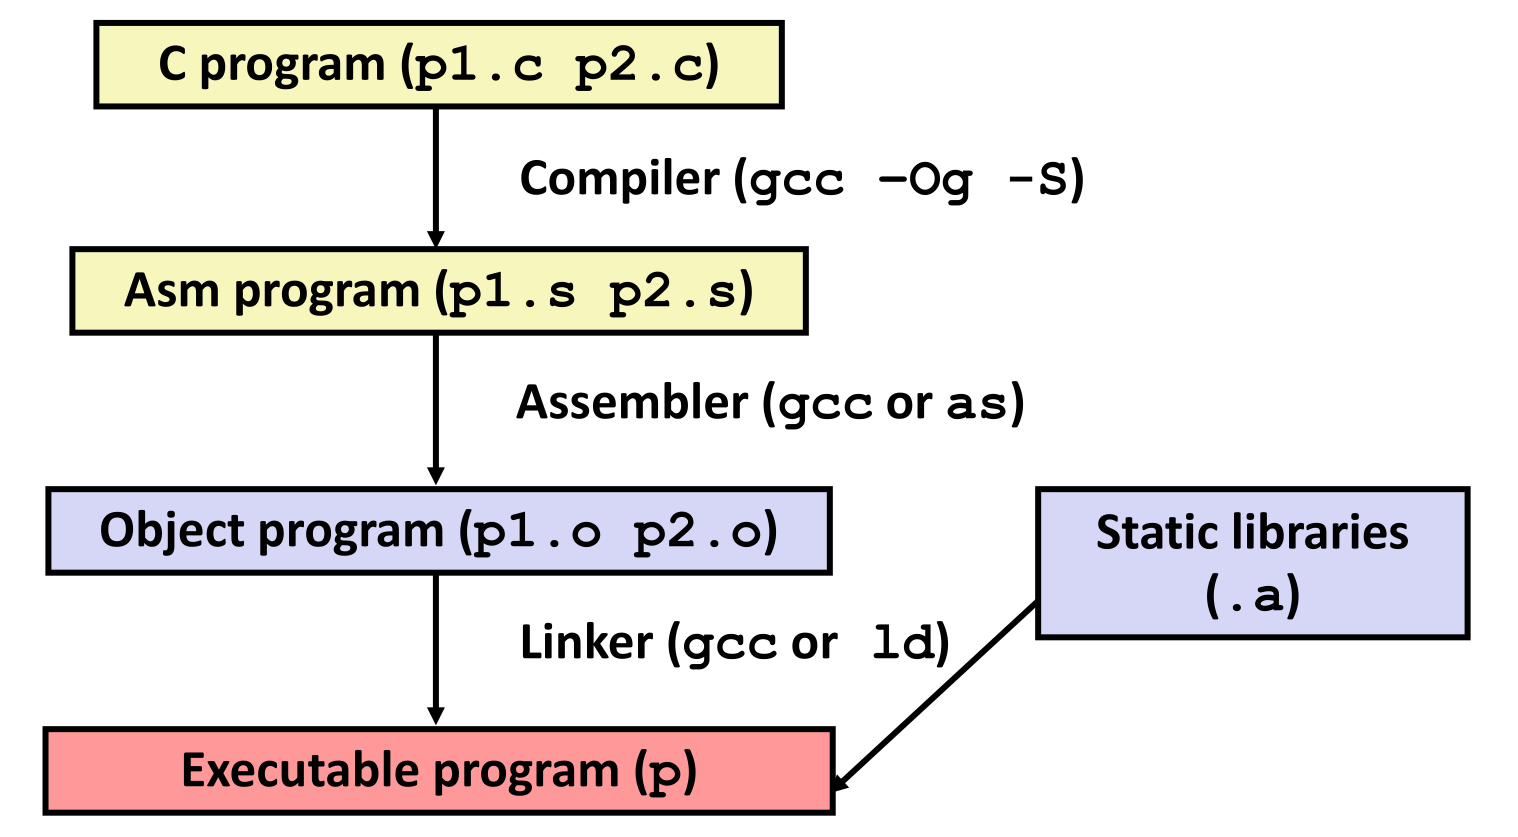 C program (p1.c p2.c)
Compiler (gcc –Og -S)
Asm program (p1.s p2.s)
Assembler (gcc or as)
Object program (p1.o p2.o)
Static libraries
(.a)
Linker (gcc or ld)
Executable program (p)